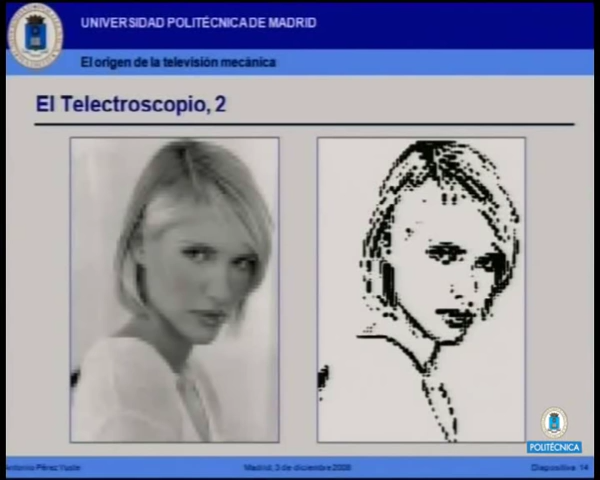 UNIVERSIDAD POLITÉCNICA DE MADRID
El origen de la televisión mecánica
El Telectroscopio, 2
POLITÉCNICA
Antonio Pérez Yuste
Madrid, 3 de diciembre 2008
Diapositiva 14